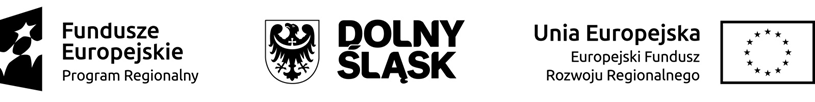 Fundusze
Europejskie
Program Regionalny
DOLNY
ŚLĄSK
Unia Europejska
Europejski Fundusz
Rozwoju Regionalnego